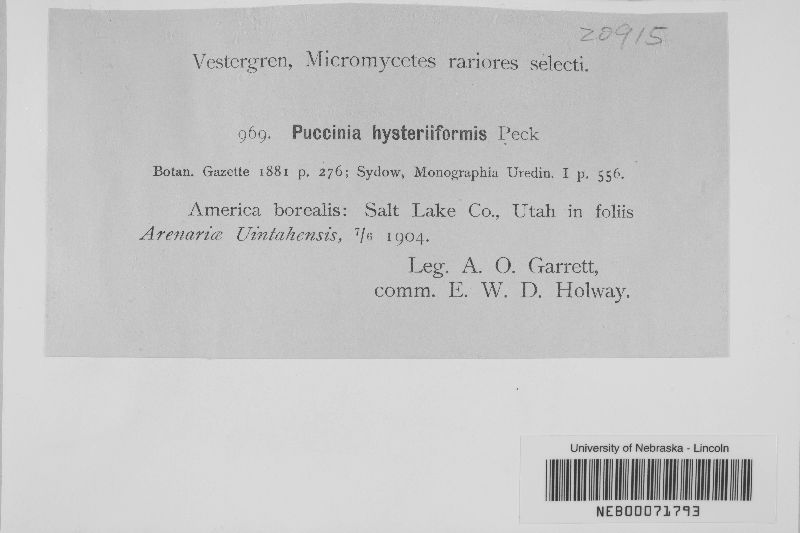 20915
Vestergren, Micromycetes rariores selecti.
969. Puccinia hysteriiformis Peck
Botan. Gazette 1881 p. 276; Sydow, Monographia Uredin. I p. 556.
America borealis: Salt Lake Co., Utah in foliis
Arenariæ Uintahensis, 7/6 1904.
Leg. A. O. Garrett,
comm. E. W. D. Holway.
University of Nebraska - Lincoln
NEB00071793